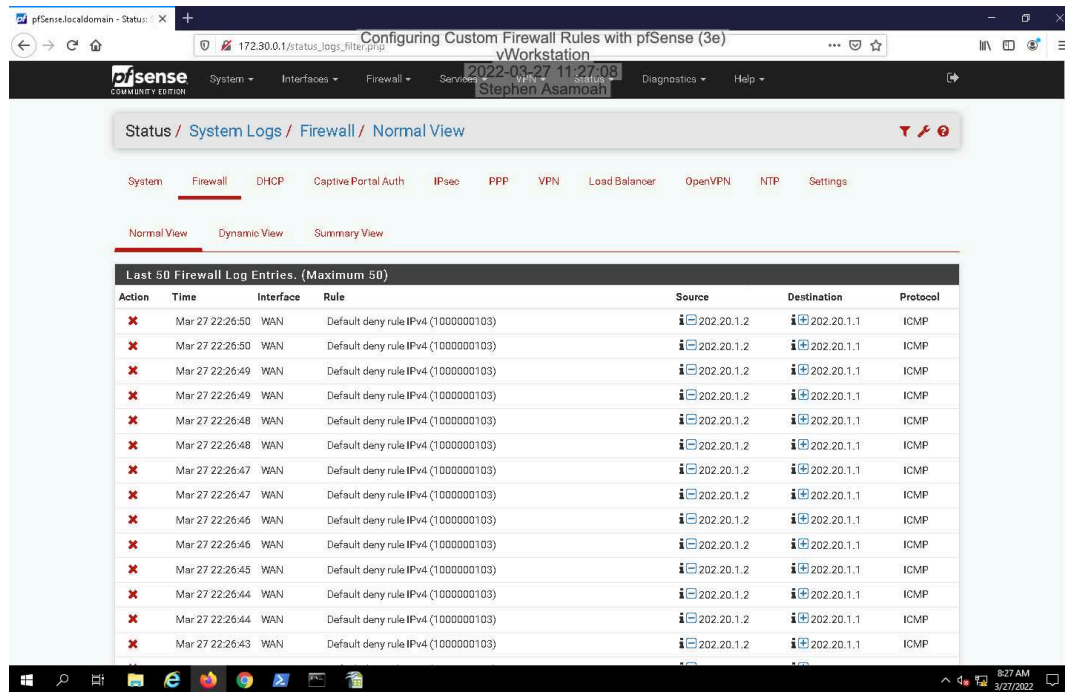 pfSense.localdomain - Status:
172.30.0.1/status_logs_filter.php
Configuring Custom Firewall Rules with pfSense (3e)
vWorkstation
2022-03-27 11:27:08
Stephen Asamoah
pfsense
COMMUNITY EDITION
System Interfaces Firewall Services VPN Status Diagnostics Help
Status / System Logs / Firewall / Normal View
System Firewall DHCP Captive Portal Auth IPsec PPP VPN Load Balancer OpenVPN NTP Settings
Normal View Dynamic View Summary View
Last 50 Firewall Log Entries. (Maximum 50)
Action Time Interface Rule Source Destination Protocol
Mar 27 22:26:50 WAN Default deny rule IPv4 (1000000103) 202.20.1.2 202.20.1.1 ICMP
Mar 27 22:26:50 WAN Default deny rule IPv4 (1000000103) 202.20.1.2 202.20.1.1 ICMP
Mar 27 22:26:49 WAN Default deny rule IPv4 (1000000103) 202.20.1.2 202.20.1.1 ICMP
Mar 27 22:26:49 WAN Default deny rule IPv4 (1000000103) 202.20.1.2 202.20.1.1 ICMP
Mar 27 22:26:48 WAN Default deny rule IPv4 (1000000103) 202.20.1.2 202.20.1.1 ICMP
Mar 27 22:26:48 WAN Default deny rule IPv4 (1000000103) 202.20.1.2 202.20.1.1 ICMP
Mar 27 22:26:47 WAN Default deny rule IPv4 (1000000103) 202.20.1.2 202.20.1.1 ICMP
Mar 27 22:26:47 WAN Default deny rule IPv4 (1000000103) 202.20.1.2 202.20.1.1 ICMP
Mar 27 22:26:46 WAN Default deny rule IPv4 (1000000103) 202.20.1.2 202.20.1.1 ICMP
Mar 27 22:26:46 WAN Default deny rule IPv4 (1000000103) 202.20.1.2 202.20.1.1 ICMP
Mar 27 22:26:45 WAN Default deny rule IPv4 (1000000103) 202.20.1.2 202.20.1.1 ICMP
Mar 27 22:26:44 WAN Default deny rule IPv4 (1000000103) 202.20.1.2 202.20.1.1 ICMP
Mar 27 22:26:44 WAN Default deny rule IPv4 (1000000103) 202.20.1.2 202.20.1.1 ICMP
Mar 27 22:26:43 WAN Default deny rule IPv4 (1000000103) 202.20.1.2 202.20.1.1 ICMP
8:27 AM
3/27/2022